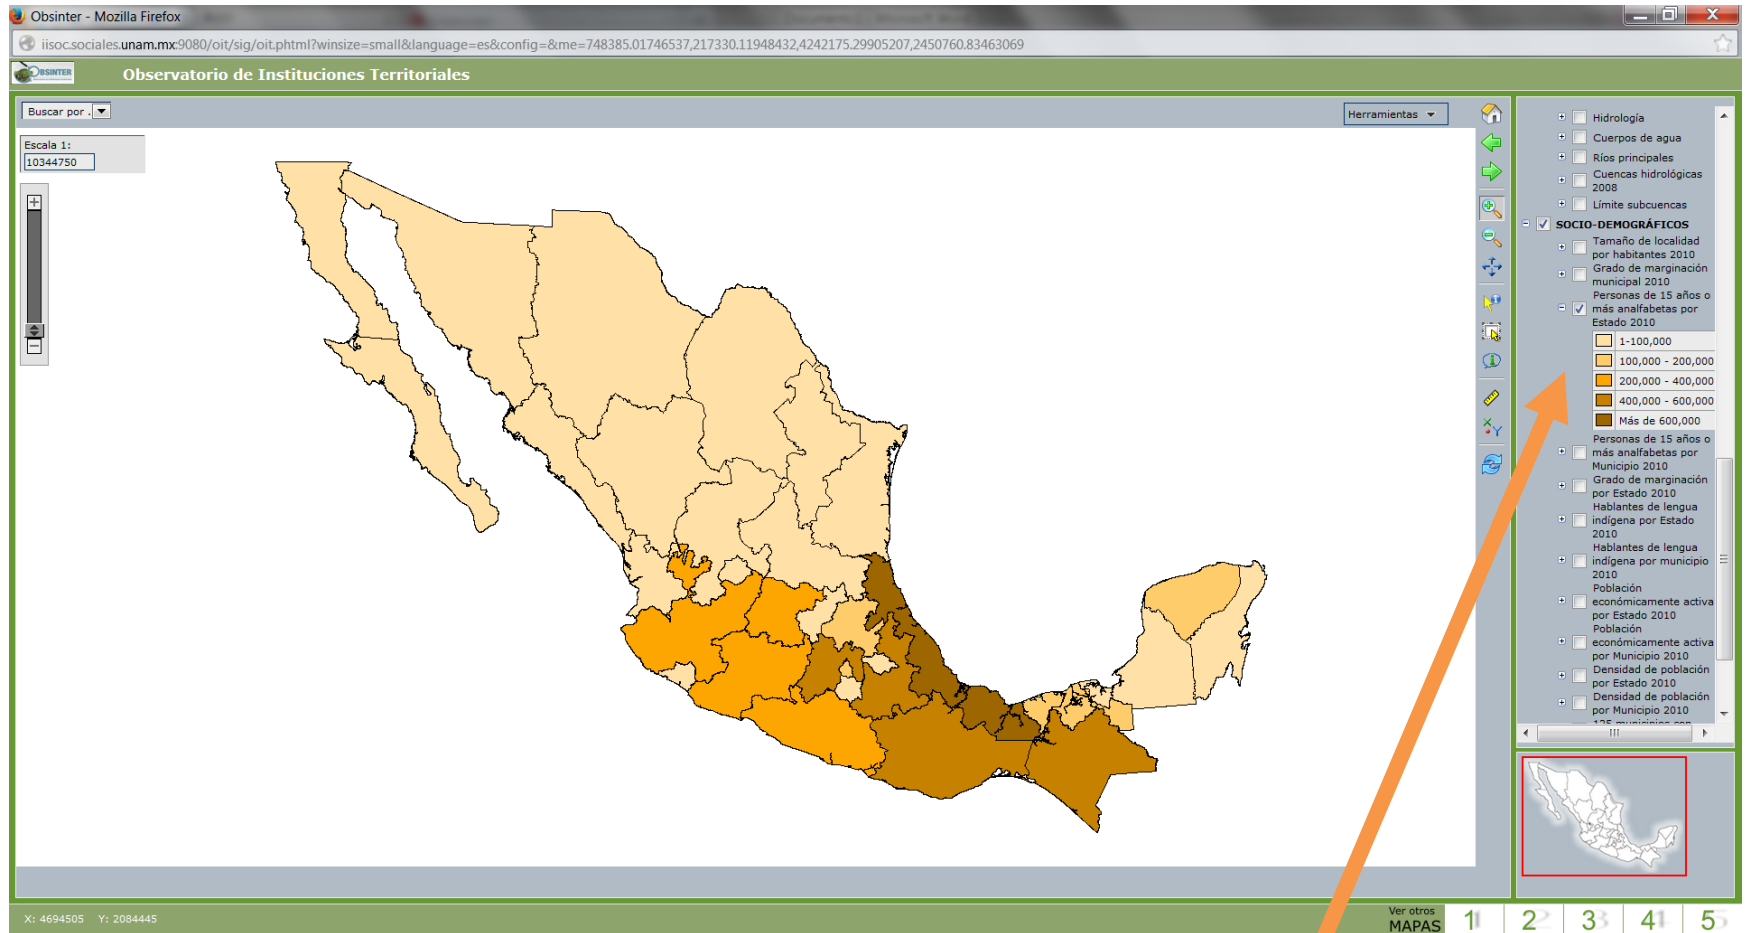 Obsinter - Mozilla Firefox
iisoc.sociales.unam.mx:9080/oit/sig/oit.phtml?winsize=small&language=es&config=&me=748385.01746537,217330.11948432,4242175.29905207,2450760.83463069
OBSINTER
Observatorio de Instituciones Territoriales
Buscar por .
Herramientas
Escala 1:
10344750
Hidrología
Cuerpos de agua
Ríos principales
Cuencas hidrológicas
2008
Límite subcuencas
SOCIO-DEMOGRÁFICOS
Tamaño de localidad
por habitantes 2010
Grado de marginación
municipal 2010
Personas de 15 años o
más analfabetas por
Estado 2010
1-100,000
100,000 - 200,000
200,000 - 400,000
400,000 - 600,000
Más de 600,000
Personas de 15 años o
más analfabetas por
Municipio 2010
Grado de marginación
por Estado 2010
Hablantes de lengua
indígena por Estado
2010
Hablantes de lengua
indígena por municipio
2010
Población
económicamente activa
por Estado 2010
Población
económicamente activa
por Municipio 2010
Densidad de población
por Estado 2010
Densidad de población
por Municipio 2010
125 municipios con
X: 4694505 Y: 2084445
Ver otros
MAPAS
1 2 3 4 5